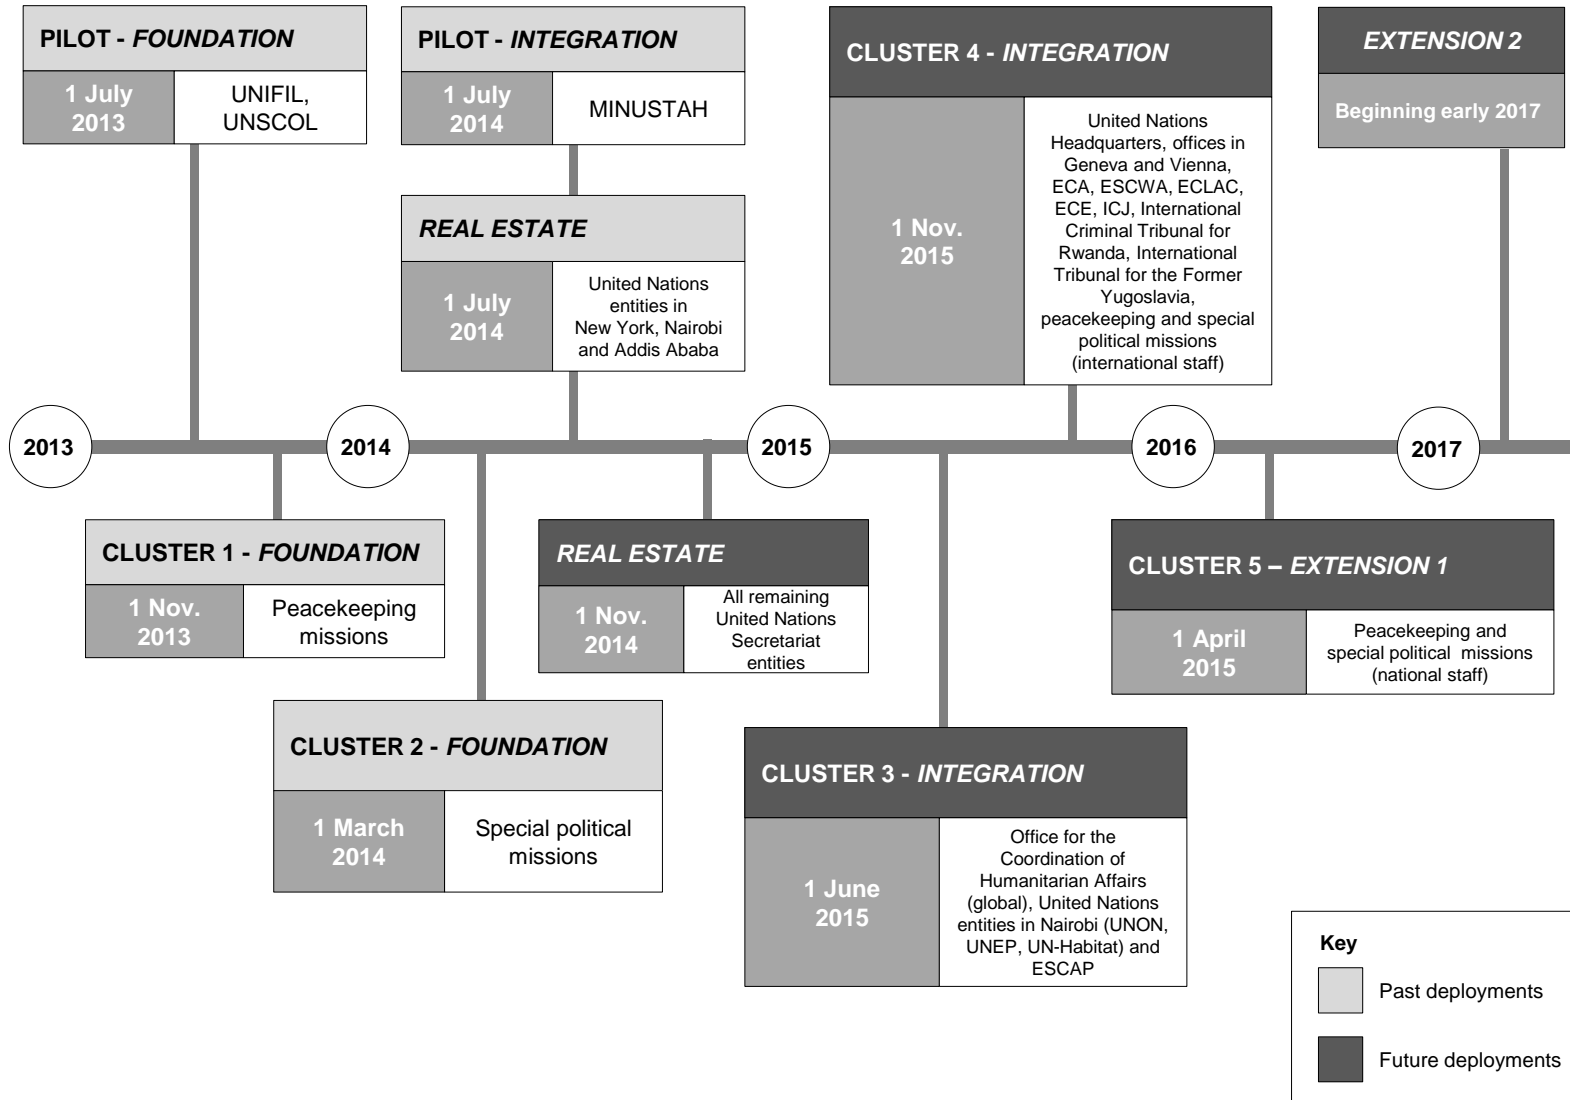 PILOT - FOUNDATION
1 July
2013
UNIFIL,
UNSCOL
PILOT - INTEGRATION
1 July
2014
MINUSTAH
REAL ESTATE
1 July
2014
United Nations
entities in
New York, Nairobi
and Addis Ababa
CLUSTER 4 - INTEGRATION
1 Nov.
2015
United Nations
Headquarters, offices in
Geneva and Vienna,
ECA, ESCWA, ECLAC,
ECE, ICJ, International
Criminal Tribunal for
Rwanda, International
Tribunal for the Former
Yugoslavia,
peacekeeping and special
political missions
(international staff)
EXTENSION 2
Beginning early 2017
2013
2014
2015
2016
2017
CLUSTER 1 - FOUNDATION
1 Nov.
2013
Peacekeeping
missions
CLUSTER 2 - FOUNDATION
1 March
2014
Special political
missions
REAL ESTATE
1 Nov.
2014
All remaining
United Nations
Secretariat
entities
CLUSTER 3 - INTEGRATION
1 June
2015
Office for the
Coordination of
Humanitarian Affairs
(global), United Nations
entities in Nairobi (UNON,
UNEP, UN-Habitat) and
ESCAP
CLUSTER 5 – EXTENSION 1
1 April
2015
Peacekeeping and
special political missions
(national staff)
Key
Past deployments
Future deployments